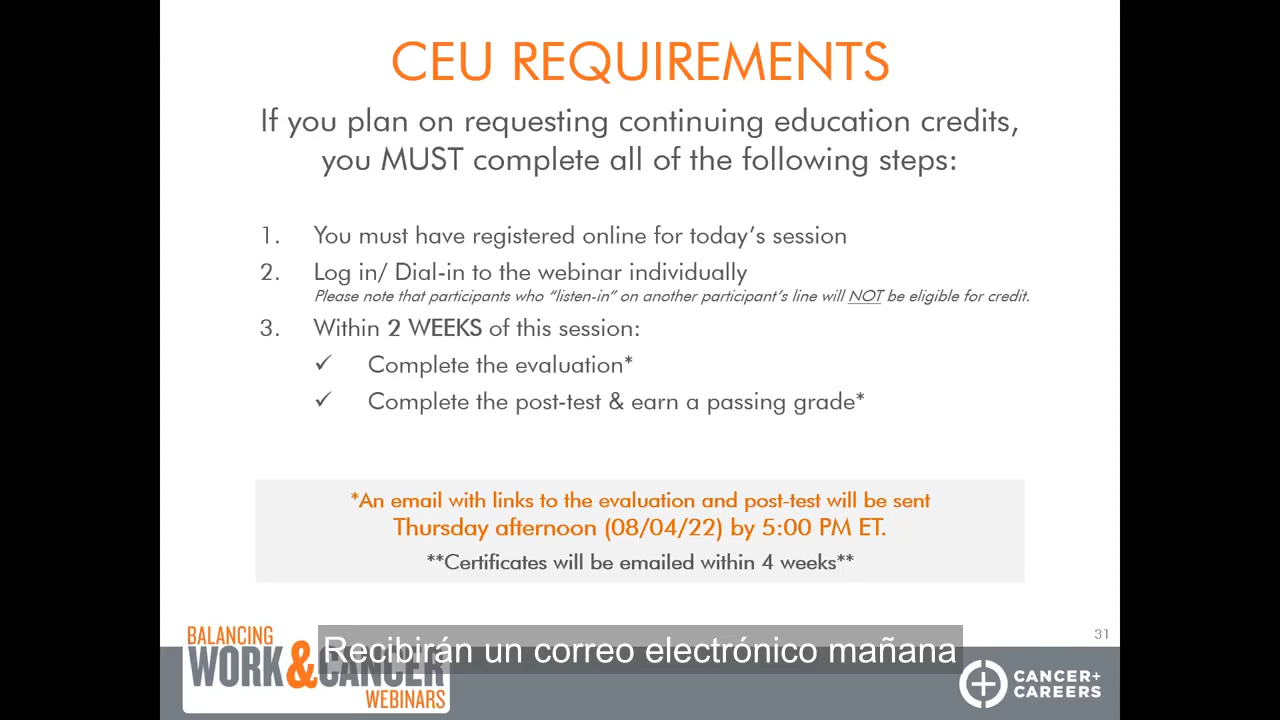 CEU REQUIREMENTS
If you plan on requesting continuing education credits,
you MUST complete all of the following steps:
1. You must have registered online for today's session
2. Log in/ Dial-in to the webinar individually
Please note that participants who "listen-in" on another participant's line will NOT be eligible for credit.
3. Within 2 WEEKS of this session:
✓ Complete the evaluation*
✓ Complete the post-test & earn a passing grade*
*An email with links to the evaluation and post-test will be sent
Thursday afternoon (08/04/22) by 5:00 PM ET.
**Certificates will be emailed within 4 weeks**
31
BALANCING
WORK & CANCER
WEBINARS
Recibirán un correo electrónico mañana
CANCER+
CAREERS